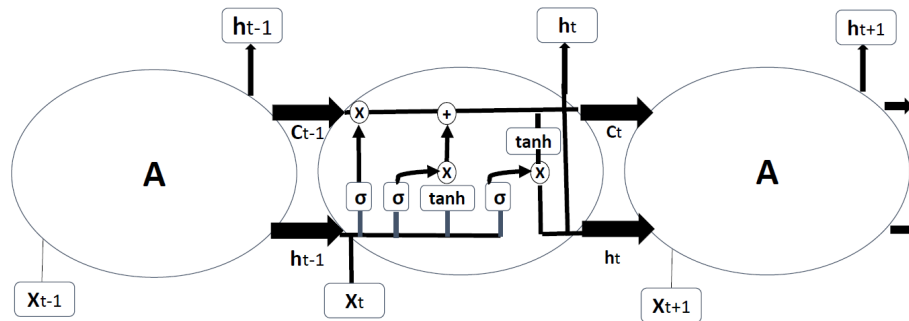 ht-1
ht
ht+1
X
+
Ct-1
Ct
tanh
A
X
X
A
σ
σ
tanh
σ
ht-1
ht
Xt-1
Xt
Xt+1